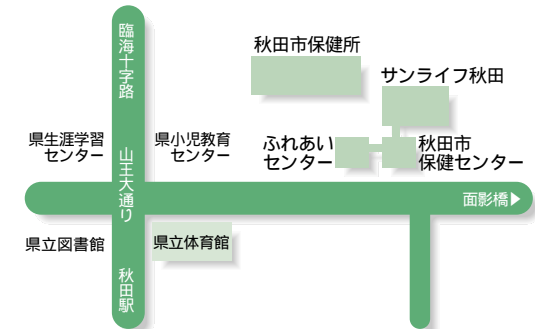 臨海十字路
秋田市保健所
サンライフ秋田
県生涯学習
センター
山王大通り
県小児教育
センター
ふれあい
センター
秋田市
保健センター
面影橋▶
県立図書館
県立体育館
秋田駅